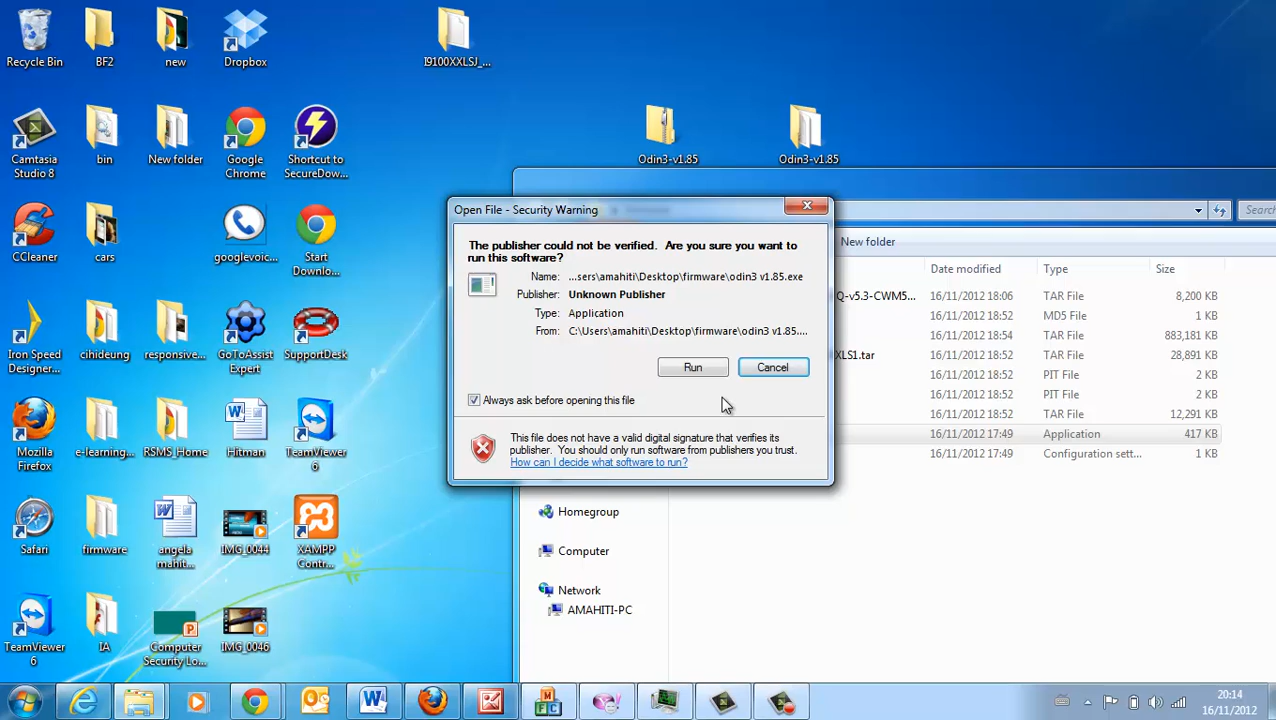 Recycle Bin
BF2
new
Dropbox
I9100XXLSJ_...
Camtasia
Studio 8
bin
New folder
Google
Chrome
Shortcut to
SecureDow...
Odin3-v1.85
Odin3-v1.85
CCleaner
cars
googlevoic...
Start
Downlo...
Iron Speed
Designer...
cihideung
responsive...
GoToAssist
Expert
SupportDesk
Mozilla
Firefox
e-learning...
RSMS_Home
Hitman
TeamViewer
6
Safari
firmware
angela
mahit...
IMG_0044
XAMPP
Contr...
TeamViewer
6
IA
Computer
Security Lo...
IMG_0046
Open File - Security Warning
The publisher could not be verified. Are you sure you want to
run this software?
Name: ...sers\amahiti\Desktop\firmware\odin3 v1.85.exe
Publisher: Unknown Publisher
Type: Application
From: C:\Users\amahiti\Desktop\firmware\odin3 v1.85....
Run
Cancel
Always ask before opening this file
This file does not have a valid digital signature that verifies its
publisher. You should only run software from publishers you trust.
How can I decide what software to run?
Searc
New folder
Date modified Type Size
Q-v5.3-CWM5... 16/11/2012 18:06 TAR File 8,200 KB
16/11/2012 18:52 MD5 File 1 KB
16/11/2012 18:54 TAR File 883,181 KB
XLS1.tar 16/11/2012 18:52 TAR File 28,891 KB
16/11/2012 18:52 PIT File 2 KB
16/11/2012 18:52 PIT File 2 KB
16/11/2012 18:52 TAR File 12,291 KB
16/11/2012 17:49 Application 417 KB
16/11/2012 17:49 Configuration sett... 1 KB
Homegroup
Computer
Network
AMAHITI-PC
20:14
16/11/2012